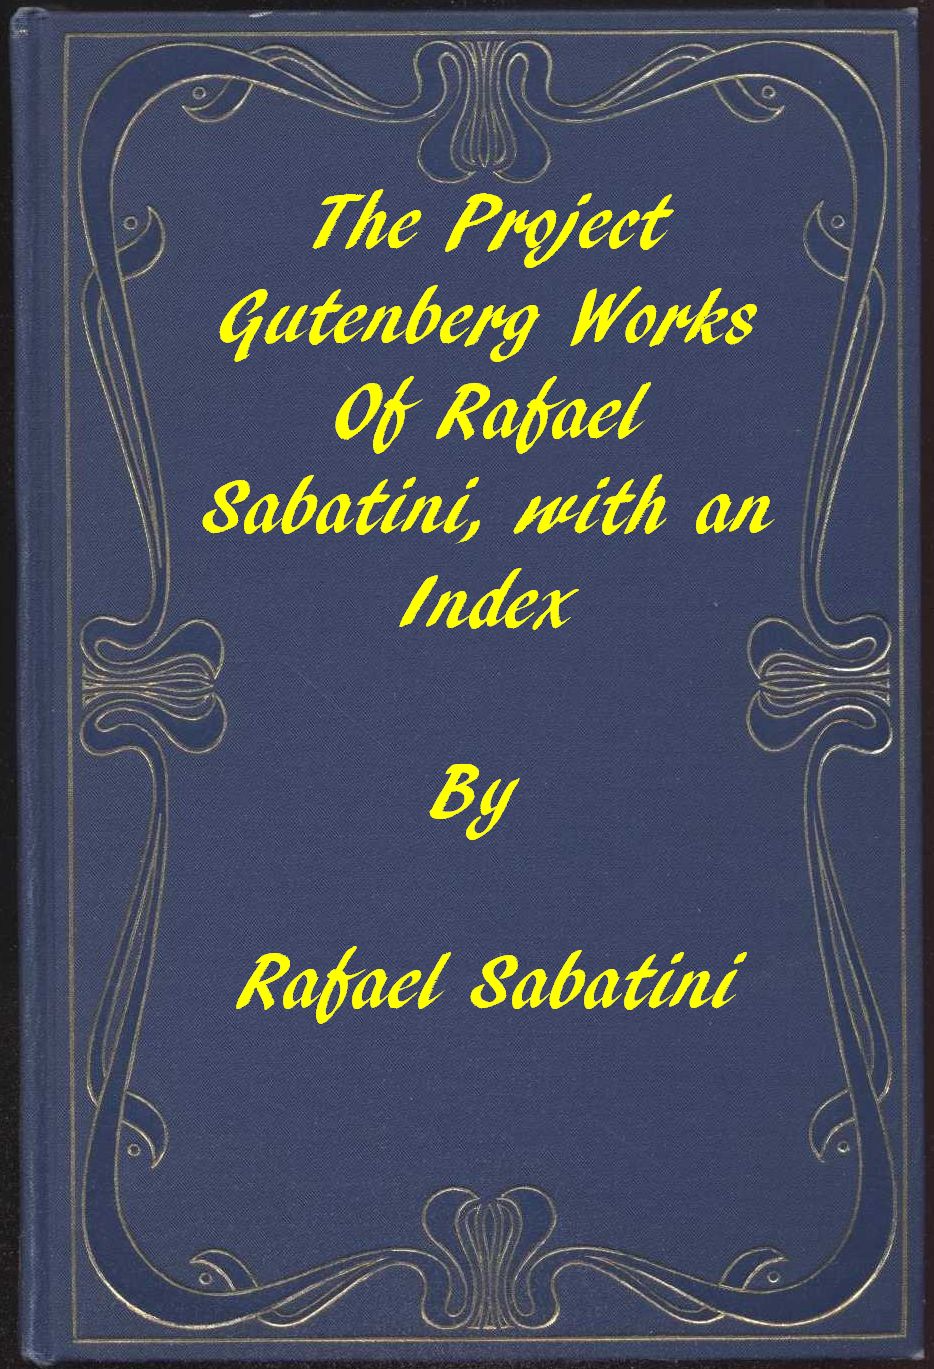 The Project
Gutenberg Works
Of Rafael
Sabatini, with an
Index
By
Rafael Sabatini